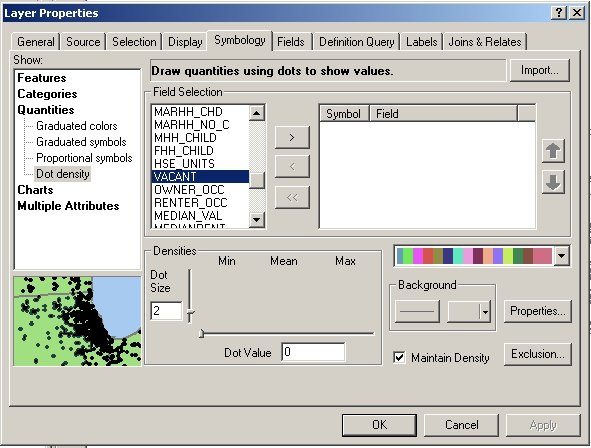 Layer Properties
General Source Selection Display Symbology Fields Definition Query Labels Joins & Relates
Show:
Features
Categories
Quantities
Graduated colors
Graduated symbols
Proportional symbols
Dot density
Charts
Multiple Attributes
Draw quantities using dots to show values.
Import...
Field Selection
MARHH_CHD
MARHH_NO_C
MHH_CHILD
FHH_CHILD
HSE_UNITS
VACANT
OWNER_OCC
RENTER_OCC
MEDIAN_VAL
MEDIANRENT
>
<
<<
Symbol Field
Densities
Min Mean Max
Dot
Size
2
Dot Value 0
Background
Properties...
Maintain Density
Exclusion...
OK Cancel Apply